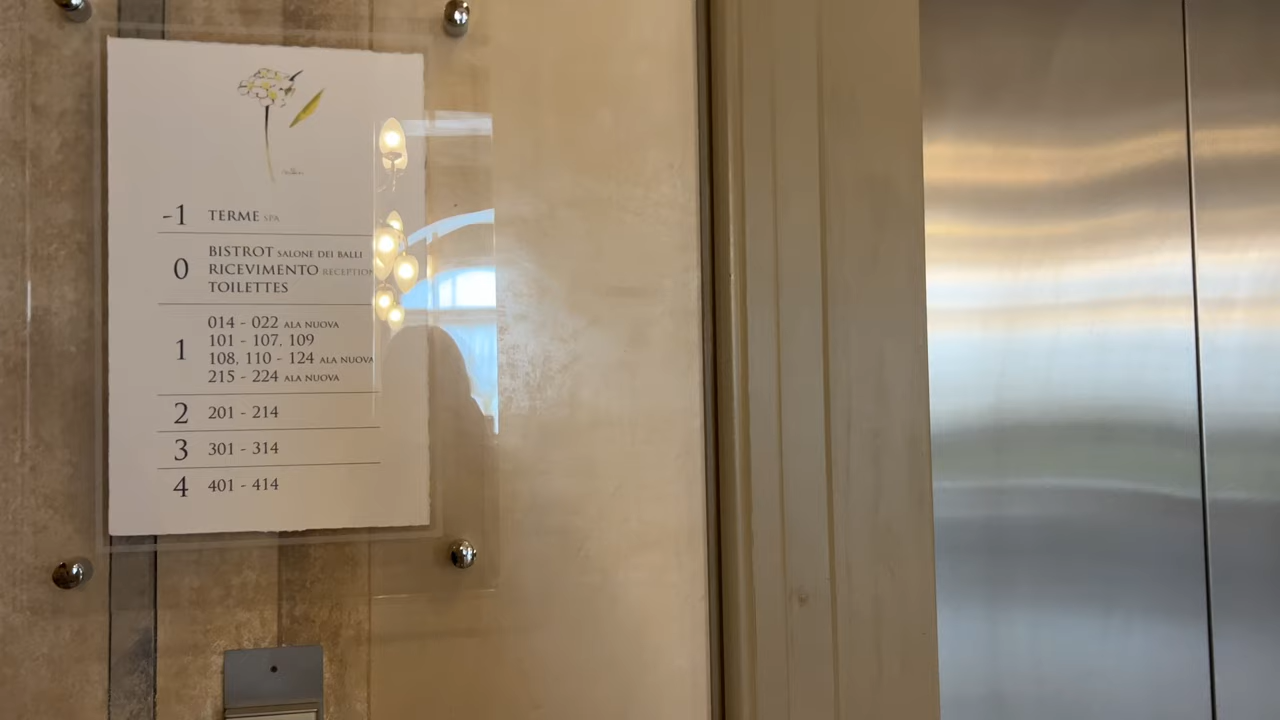 -1 TERME SPA
BISTROT SALONE DEI BALLI
0 RICEVIMENTO RECEPTION
TOILETTES
014 - 022 ALA NUOVA
101 - 107, 109
1 108, 110 - 124 ALA NUOVA
215 - 224 ALA NUOVA
2 201 - 214
3 301 - 314
4 401 - 414